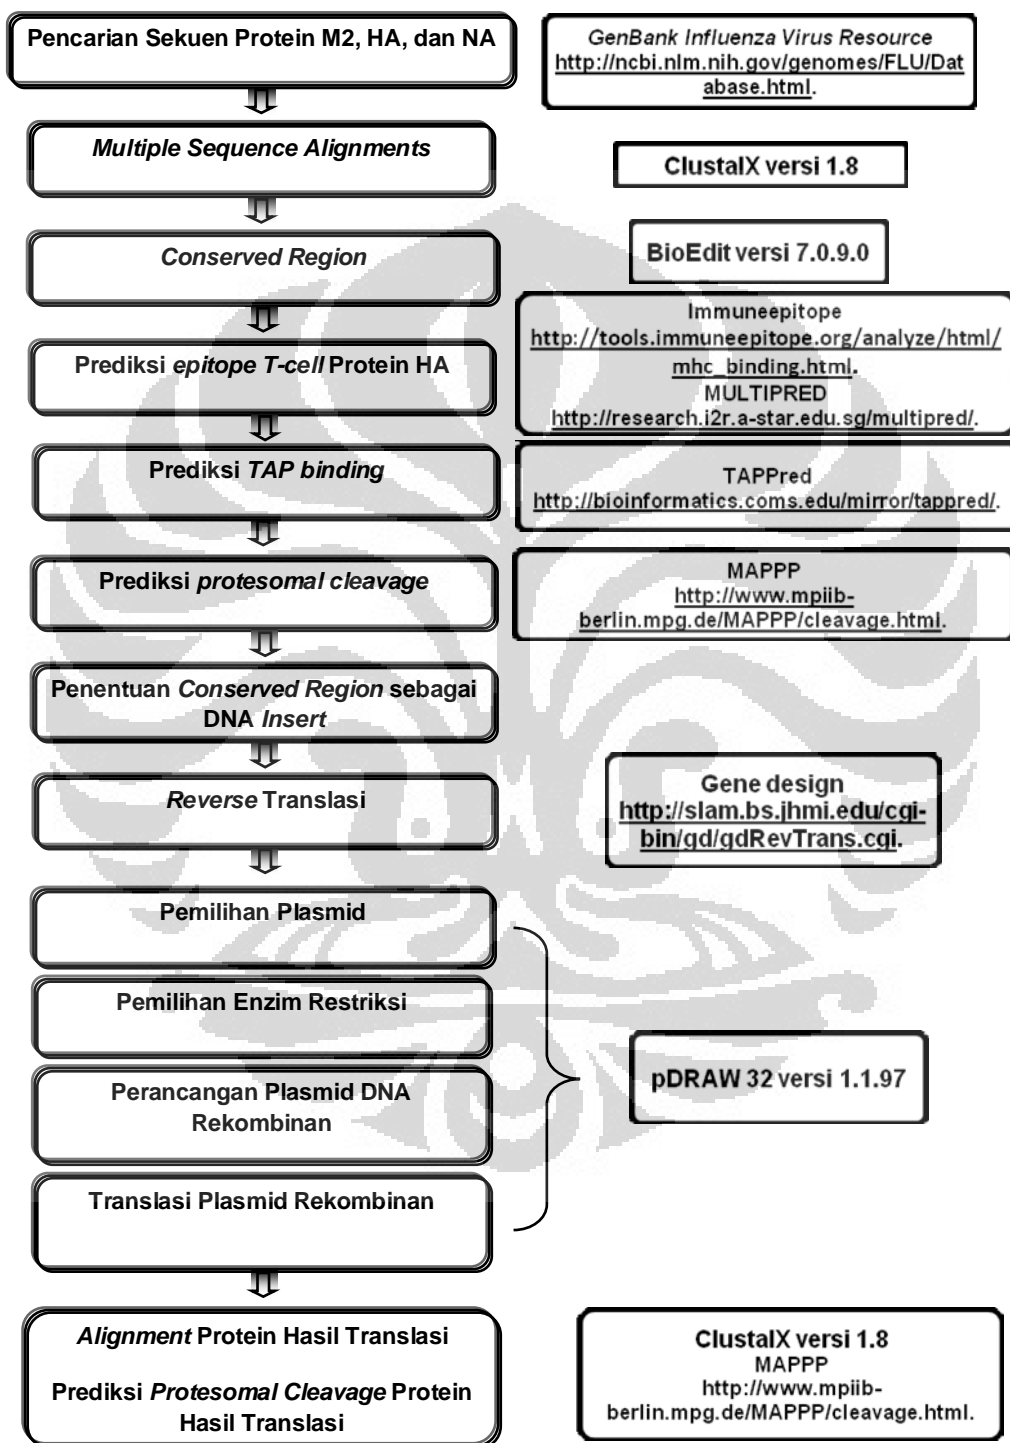 Pencarian Sekuen Protein M2, HA, dan NA
GenBank Influenza Virus Resource
http://ncbi.nlm.nih.gov/genomes/FLU/Dat
abase.html.
Multiple Sequence Alignments
ClustalX versi 1.8
Conserved Region
BioEdit versi 7.0.9.0
Prediksi epitope T-cell Protein HA
Immuneepitope
http://tools.immuneepitope.org/analyze/html/
mhc_binding.html.
MULTIPRED
http://research.i2r.a-star.edu.sg/multipred/.
Prediksi TAP binding
TAPPred
http://bioinformatics.coms.edu/mirror/tappred/.
Prediksi protesomal cleavage
MAPPP
http://www.mpiib-
berlin.mpg.de/MAPPP/cleavage.html.
Penentuan Conserved Region sebagai
DNA Insert
Reverse Translasi
Gene design
http://slam.bs.jhmi.edu/cgi-
bin/gd/gdRevTrans.cgi.
Pemilihan Plasmid
Pemilihan Enzim Restriksi
Perancangan Plasmid DNA
Rekombinan
Translasi Plasmid Rekombinan
pDRAW 32 versi 1.1.97
Alignment Protein Hasil Translasi
Prediksi Protesomal Cleavage Protein
Hasil Translasi
ClustalX versi 1.8
MAPPP
http://www.mpiib-
berlin.mpg.de/MAPPP/cleavage.html.